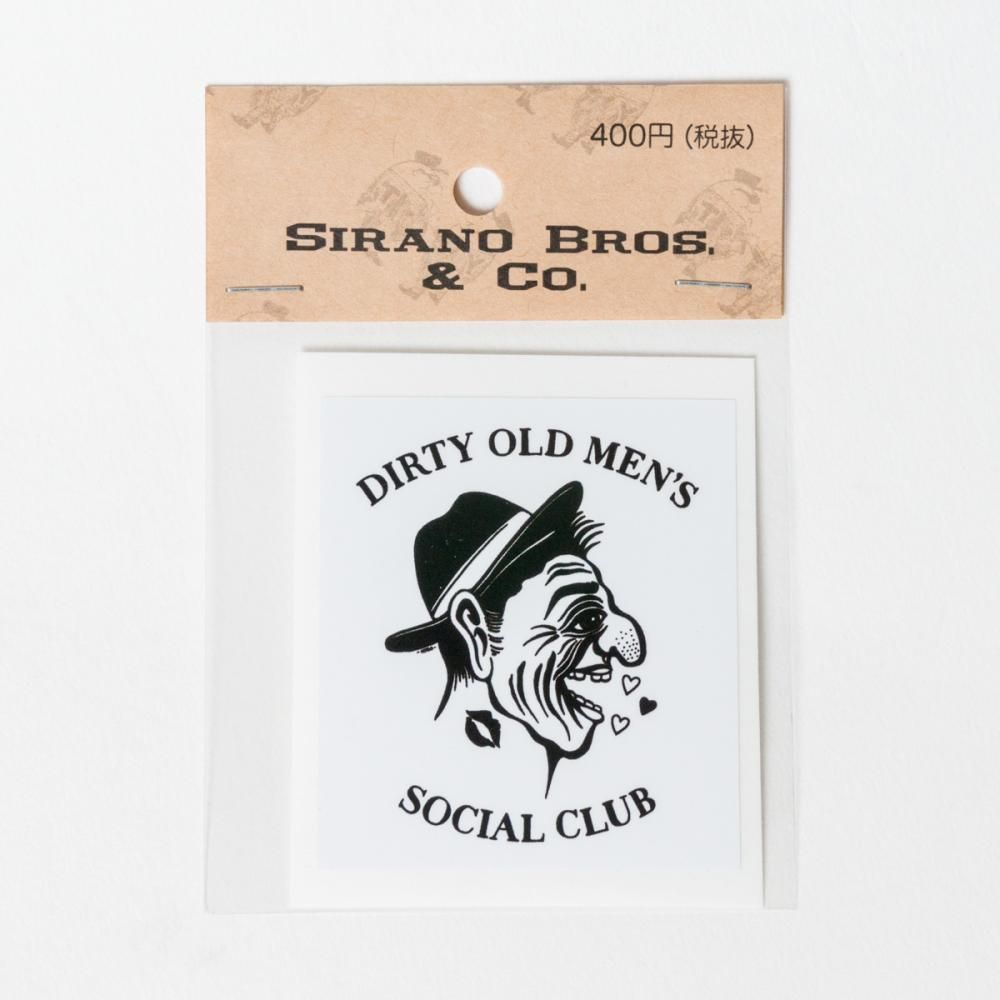 400円 (税抜)
SIRANO BROS.
& CO.
DIRTY OLD MEN'S
SOCIAL CLUB